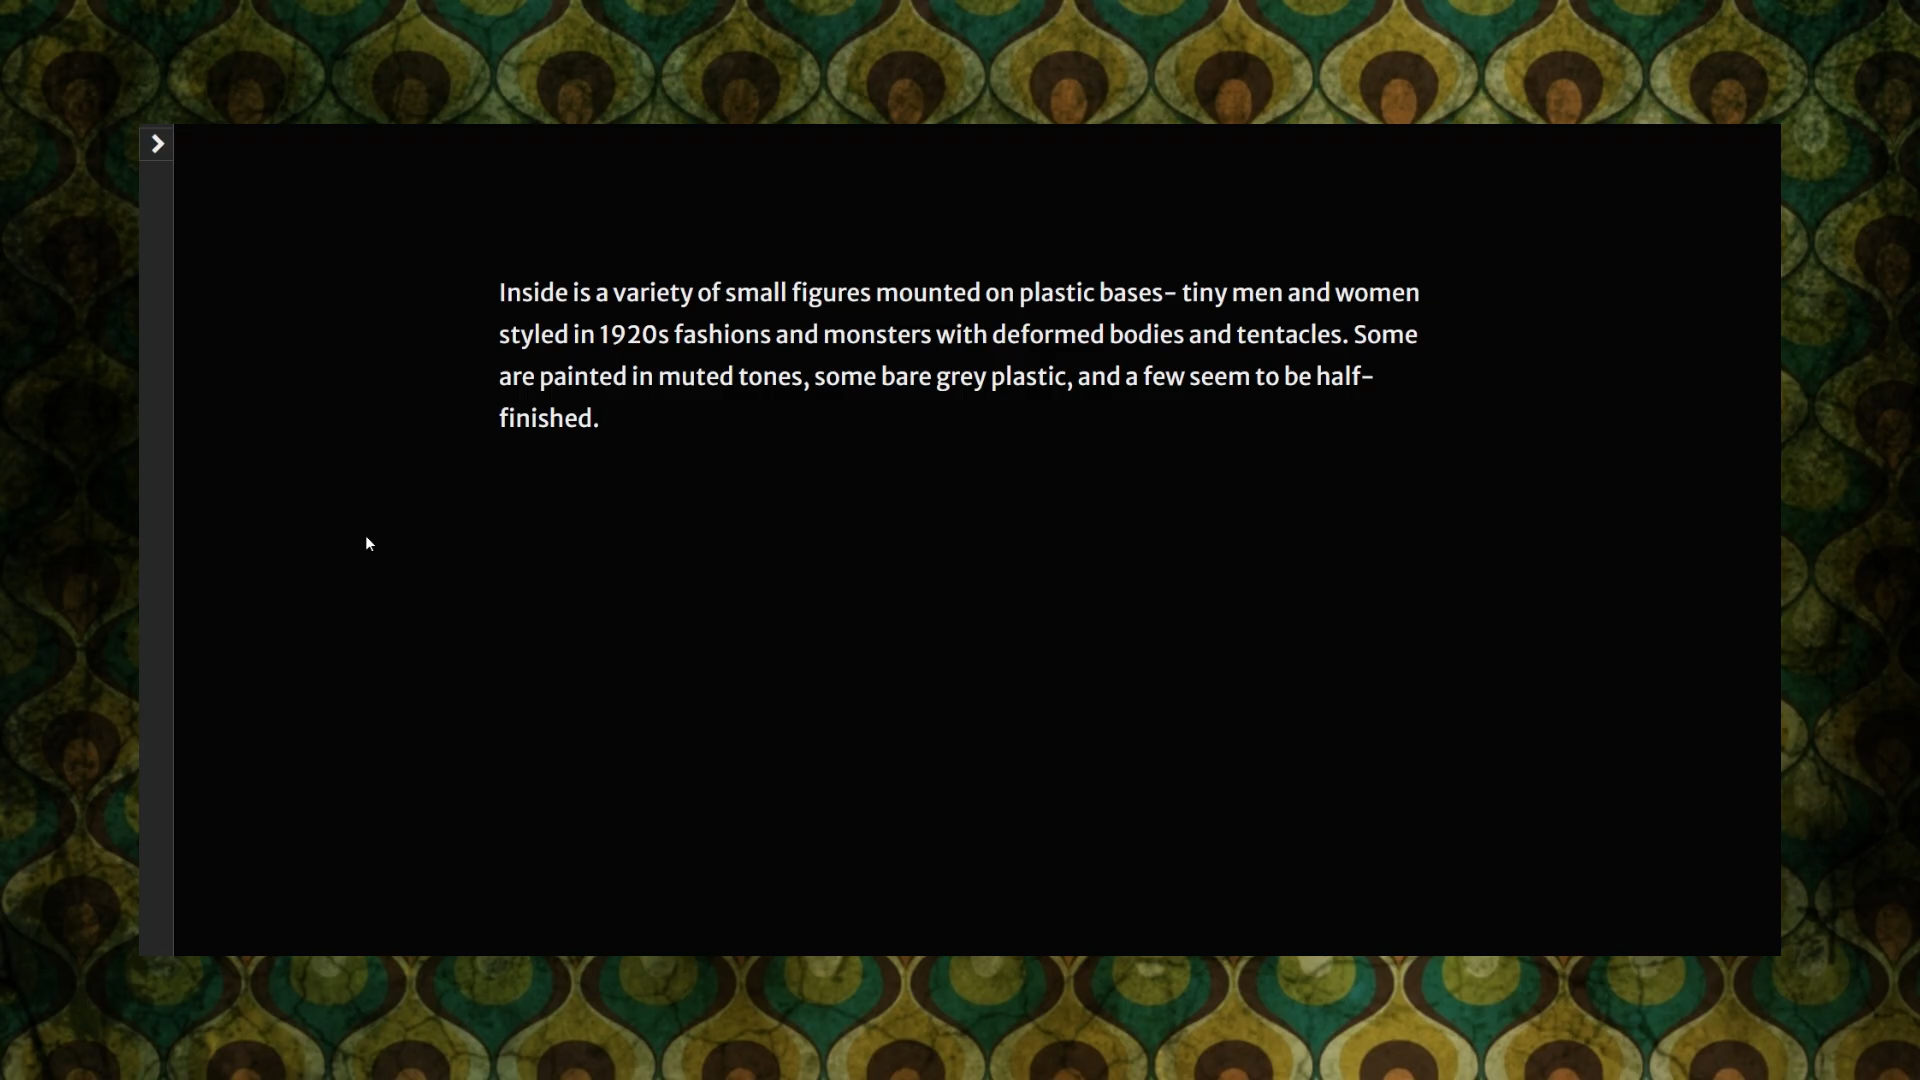 Inside is a variety of small figures mounted on plastic bases– tiny men and women
styled in 1920s fashions and monsters with deformed bodies and tentacles. Some
are painted in muted tones, some bare grey plastic, and a few seem to be half-
finished.